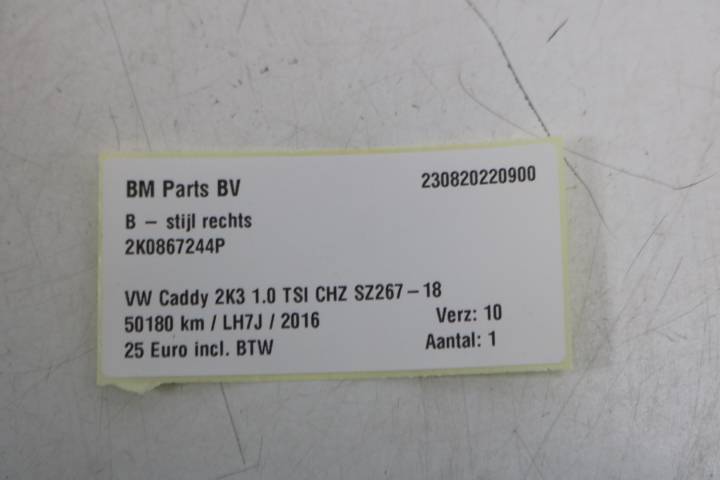 BM Parts BV 230820220900
B – stijl rechts
2K0867244P
VW Caddy 2K3 1.0 TSI CHZ SZ267–18
50180 km / LH7J / 2016 Verz: 10
25 Euro incl. BTW Aantal: 1